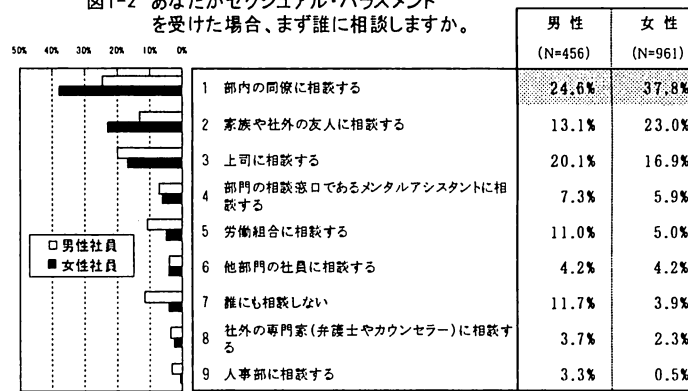 図1-2 あなたがセクシュアル・ハラスメント
を受けた場合、まず誰に相談しますか。
男性 女性
(N=456) (N=961)
50% 40% 30% 20% 10% 0%
1 部内の同僚に相談する 24.6% 37.8%
2 家族や社外の友人に相談する 13.1% 23.0%
3 上司に相談する 20.1% 16.9%
4 部門の相談窓口であるメンタルアシスタントに相
談する 7.3% 5.9%
5 労働組合に相談する 11.0% 5.0%
6 他部門の社員に相談する 4.2% 4.2%
7 誰にも相談しない 11.7% 3.9%
8 社外の専門家(弁護士やカウンセラー)に相談す
る 3.7% 2.3%
9 人事部に相談する 3.3% 0.5%
□男性社員
■女性社員